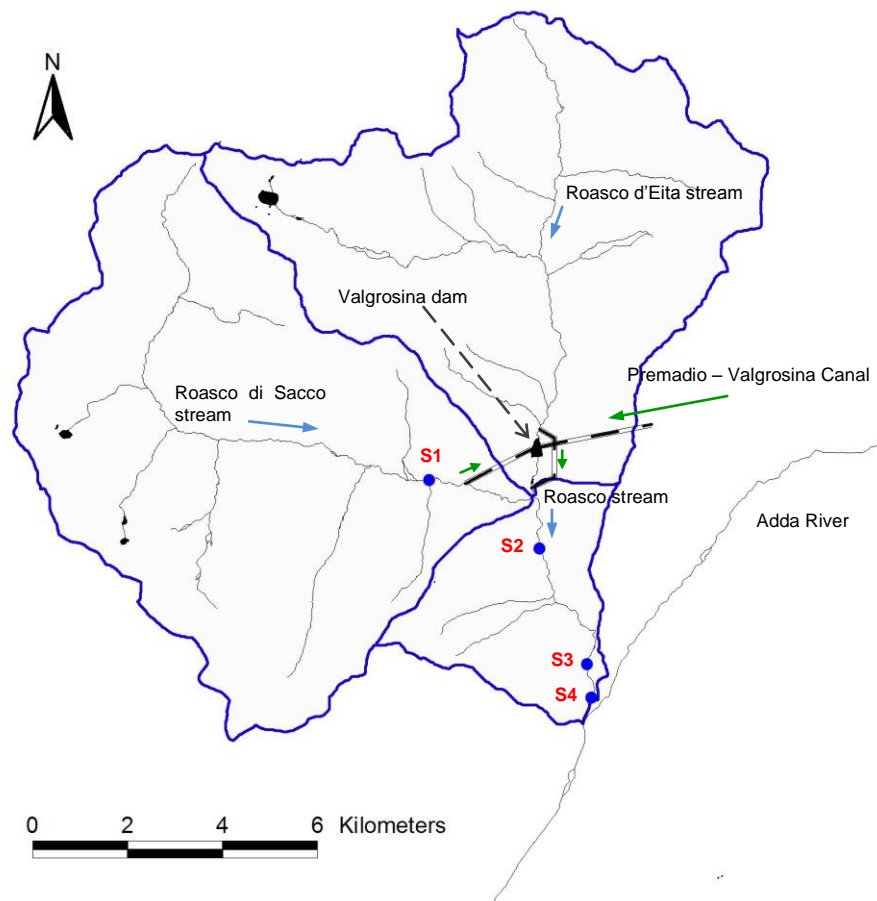 N
Roasco d'Eita stream
Valgrosina dam
Premadio – Valgrosina Canal
Roasco di Sacco
stream
S1
Roasco stream
Adda River
S2
S3
S4
0 2 4 6 Kilometers